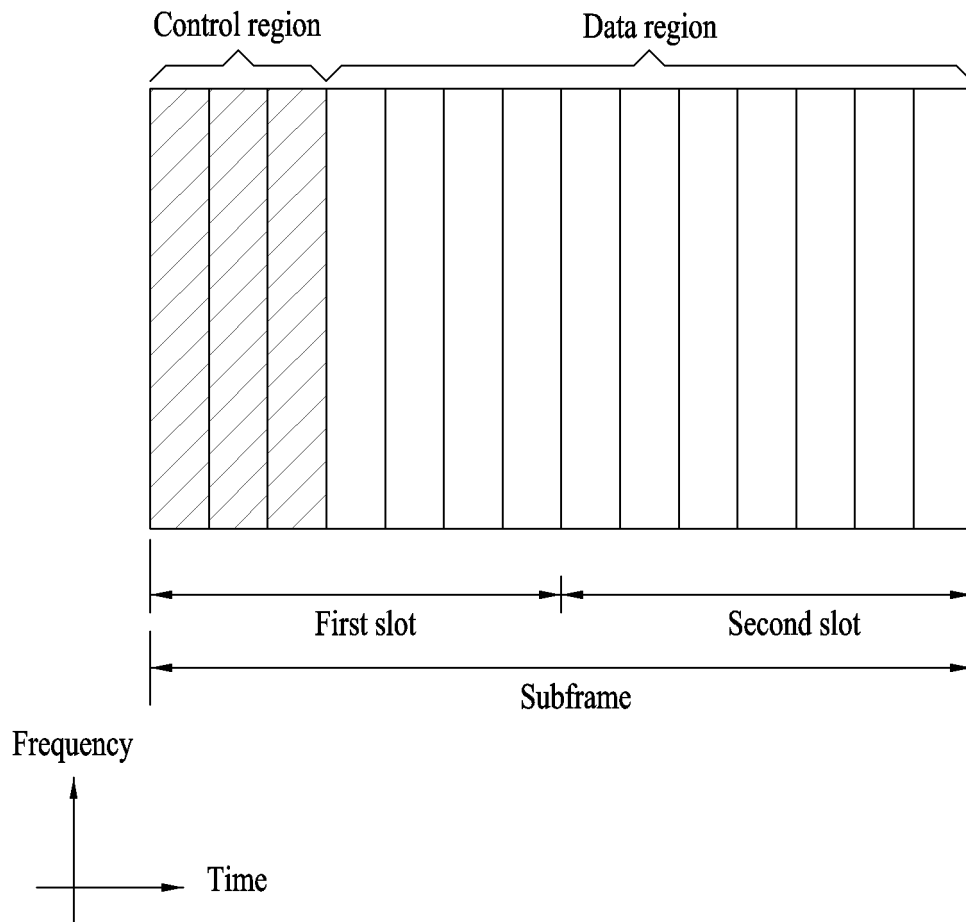 Control region
Data region
First slot
Second slot
Subframe
Frequency
Time